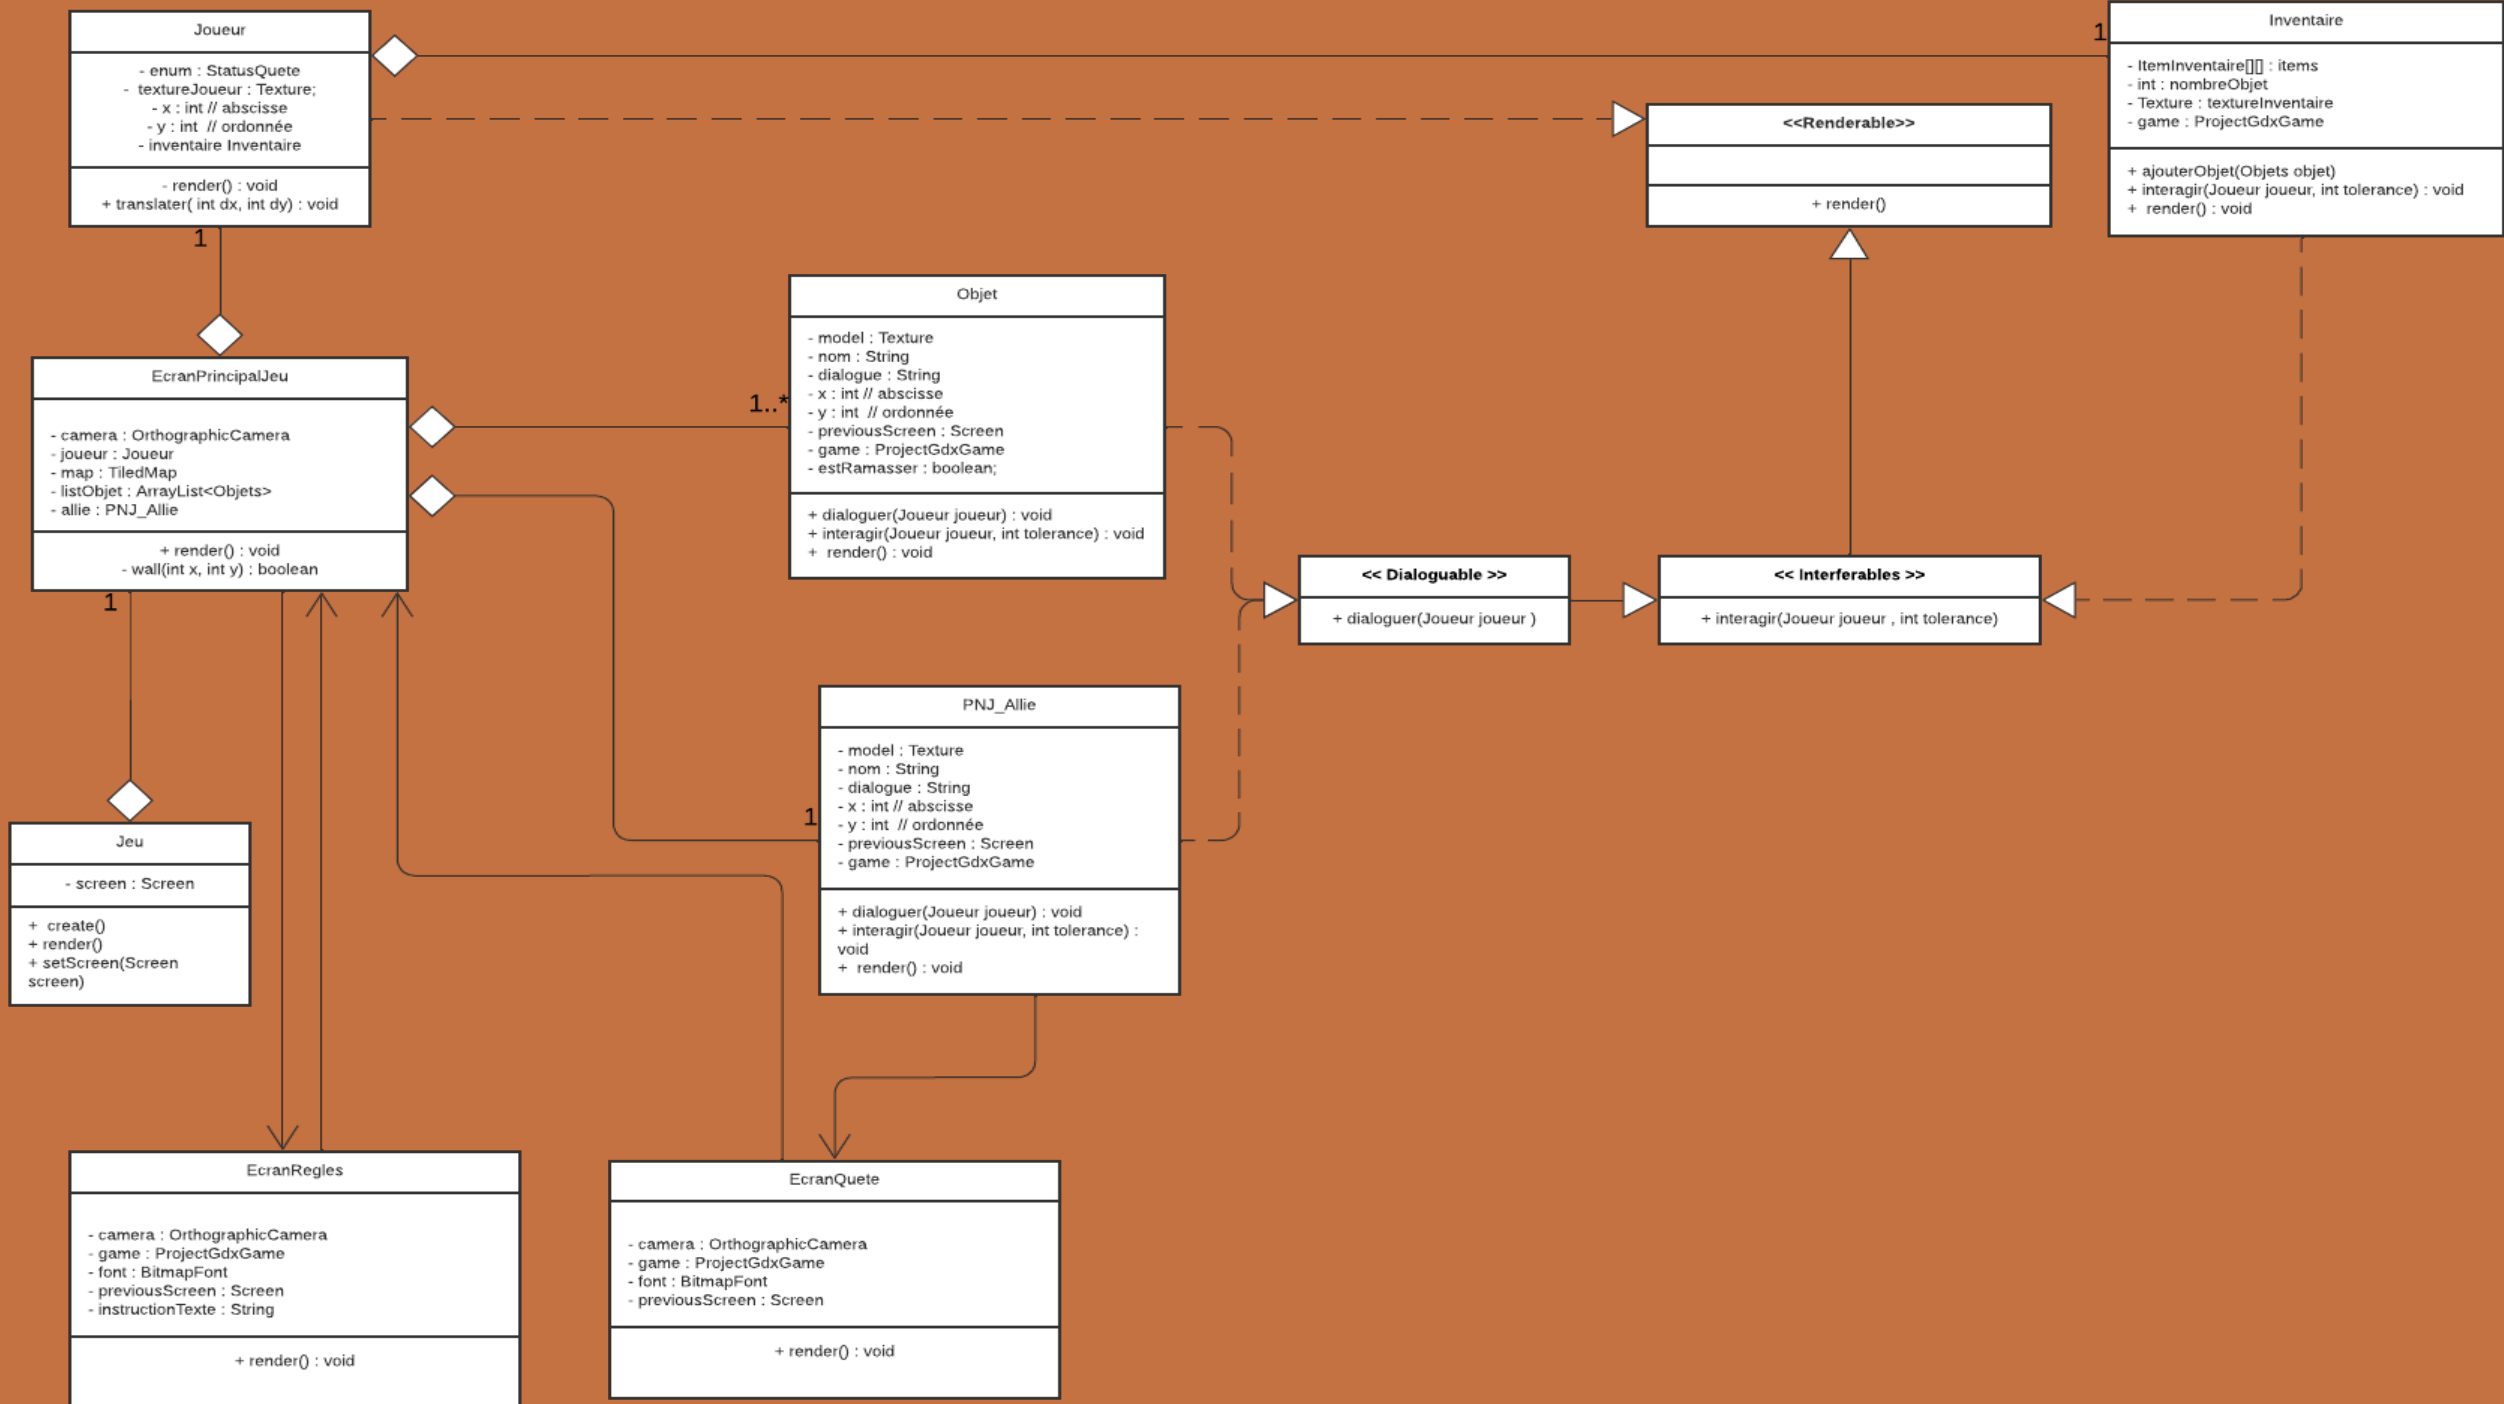 Joueur
- enum : StatusQuete
- textureJoueur : Texture;
- x : int // abscisse
- y : int // ordonnée
- inventaire Inventaire
- render() : void
+ translater( int dx, int dy) : void
1
1
Inventaire
- ItemInventaire[][] : items
- int : nombreObjet
- Texture : textureInventaire
- game : ProjectGdxGame
+ ajouterObjet(Objets objet)
+ interagir(Joueur joueur, int tolerance) : void
+ render() : void
<<Renderable>>
+ render()
EcranPrincipalJeu
- camera : OrthographicCamera
- joueur : Joueur
- map : TiledMap
- listObjet : ArrayList<Objets>
- allie : PNJ_Allie
+ render() : void
- wall(int x, int y) : boolean
1
1..*
Objet
- model : Texture
- nom : String
- dialogue : String
- x : int // abscisse
- y : int // ordonnée
- previousScreen : Screen
- game : ProjectGdxGame
- estRamasser : boolean;
+ dialoguer(Joueur joueur) : void
+ interagir(Joueur joueur, int tolerance) : void
+ render() : void
<< Dialoguable >>
+ dialoguer(Joueur joueur )
<< Interferables >>
+ interagir(Joueur joueur , int tolerance)
1
PNJ_Allie
- model : Texture
- nom : String
- dialogue : String
- x : int // abscisse
- y : int // ordonnée
- previousScreen : Screen
- game : ProjectGdxGame
+ dialoguer(Joueur joueur) : void
+ interagir(Joueur joueur, int tolerance) :
void
+ render() : void
Jeu
- screen : Screen
+ create()
+ render()
+ setScreen(Screen
screen)
EcranRegles
- camera : OrthographicCamera
- game : ProjectGdxGame
- font : BitmapFont
- previousScreen : Screen
- instructionTexte : String
+ render() : void
EcranQuete
- camera : OrthographicCamera
- game : ProjectGdxGame
- font : BitmapFont
- previousScreen : Screen
+ render() : void